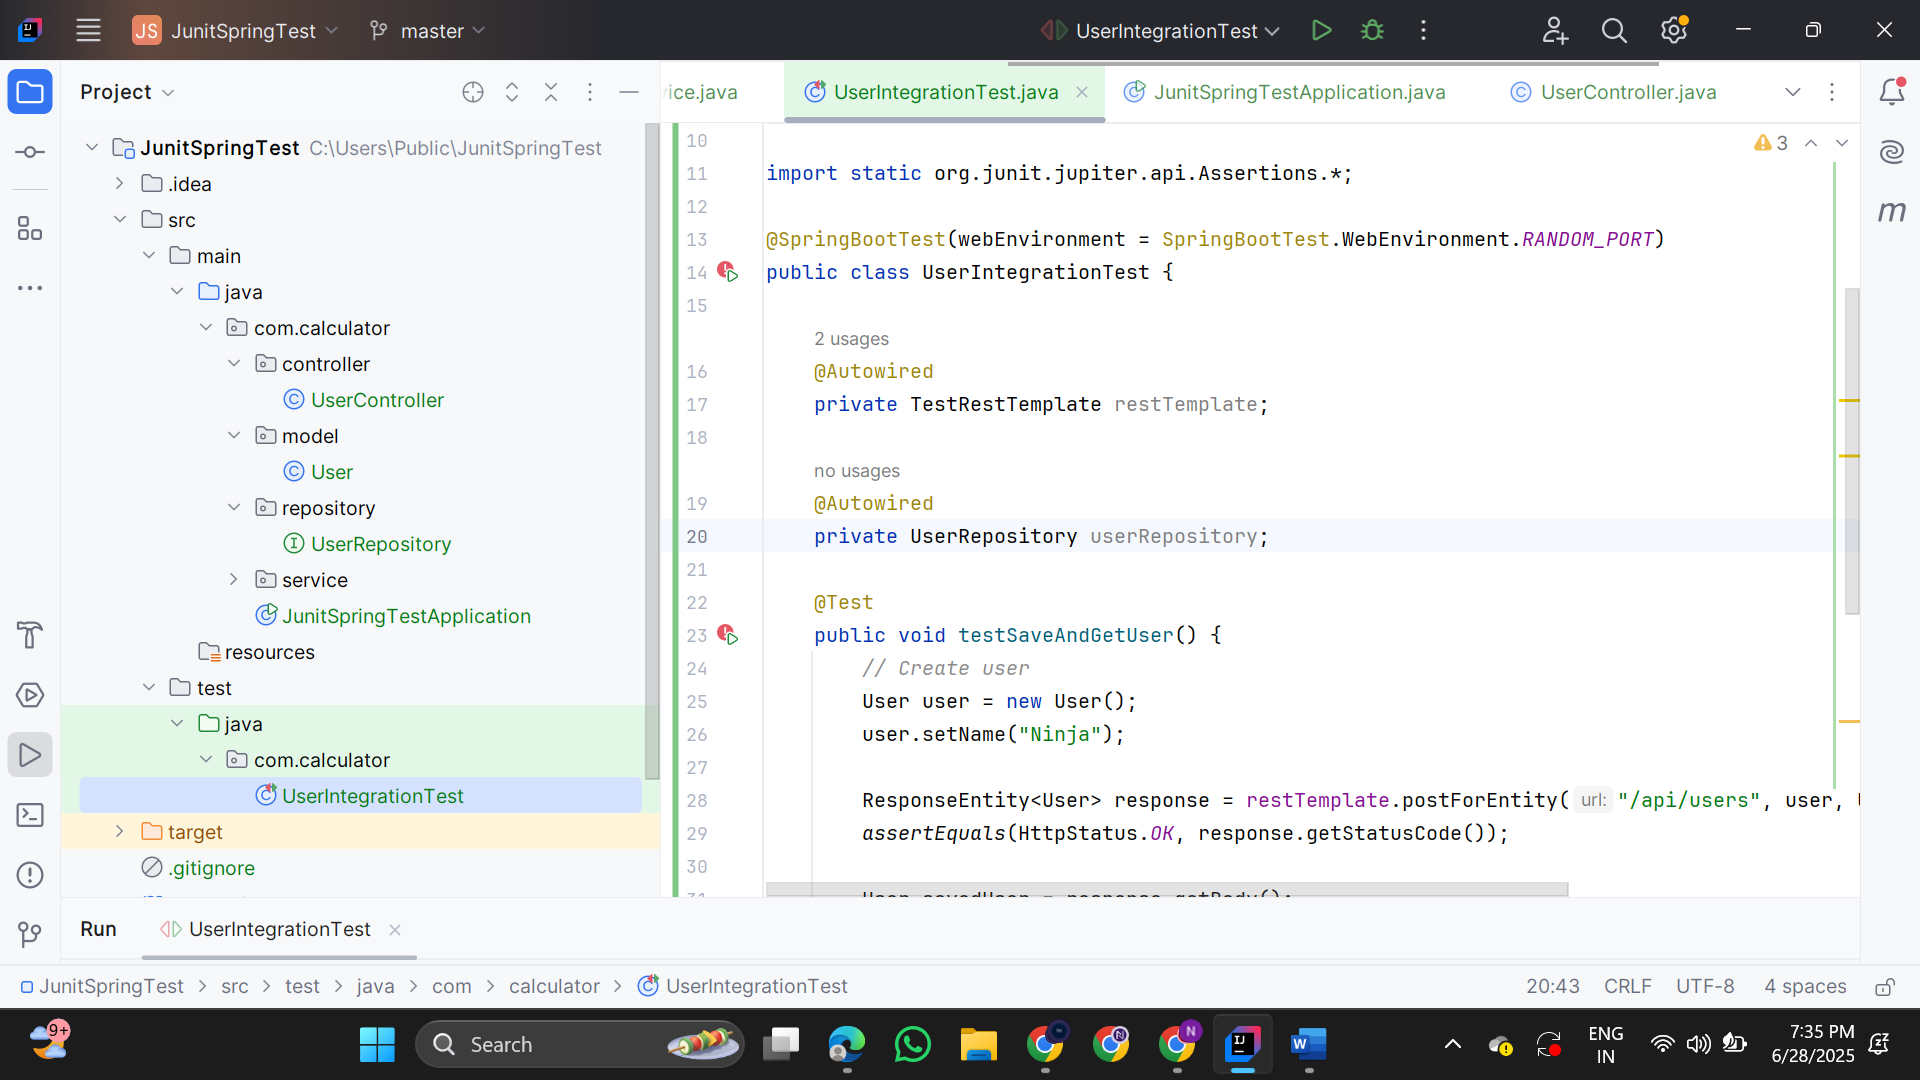 JS JunitSpringTest master UserIntegrationTest
Project
JunitSpringTest C:\Users\Public\JunitSpringTest
.idea
src
main
java
com.calculator
controller
UserController
model
User
repository
UserRepository
service
JunitSpringTestApplication
resources
test
java
com.calculator
UserIntegrationTest
target
.gitignore
ice.java UserIntegrationTest.java JunitSpringTestApplication.java UserController.java
3
10
11 import static org.junit.jupiter.api.Assertions.*;
12
13 @SpringBootTest(webEnvironment = SpringBootTest.WebEnvironment.RANDOM_PORT)
14 public class UserIntegrationTest {
15
2 usages
16 @Autowired
17 private TestRestTemplate restTemplate;
18
no usages
19 @Autowired
20 private UserRepository userRepository;
21
22 @Test
23 public void testSaveAndGetUser() {
24 // Create user
25 User user = new User();
26 user.setName("Ninja");
27
28 ResponseEntity<User> response = restTemplate.postForEntity( url: "/api/users", user,
29 assertEquals(HttpStatus.OK, response.getStatusCode());
30
31 User savedUser = response.getBody();
m
Run UserIntegrationTest
JunitSpringTest > src > test > java > com > calculator > UserIntegrationTest 20:43 CRLF UTF-8 4 spaces
9+ Search ENG
IN
7:35 PM
6/28/2025